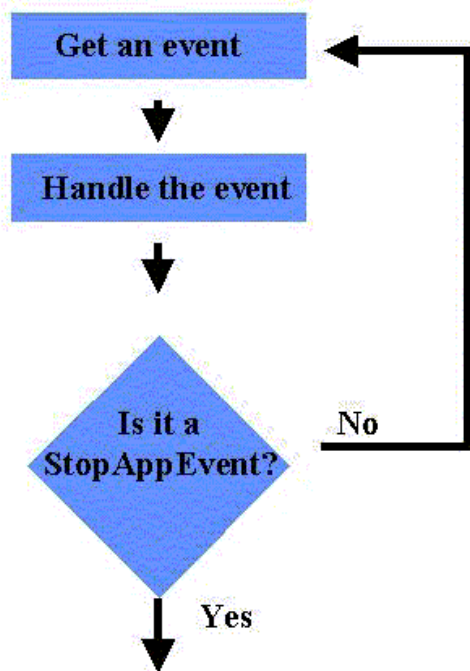 Get an event
Handle the event
Is it a
StopAppEvent?
No
Yes